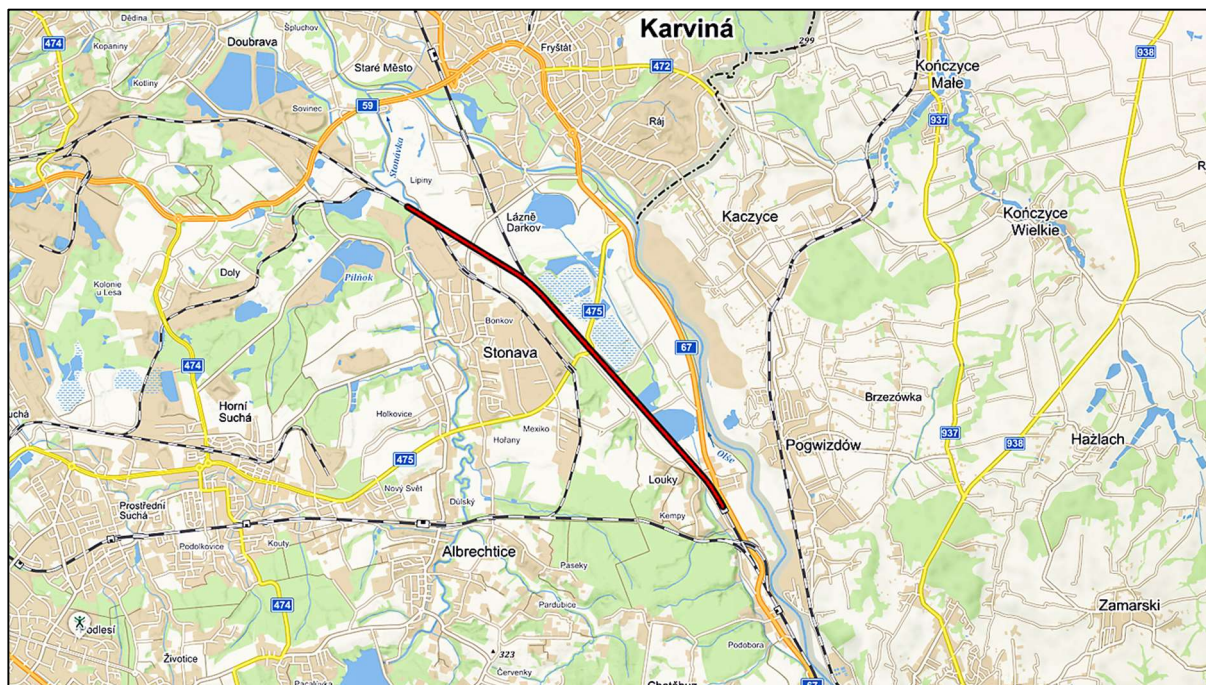 Dědina
Špluchov
Karviná
299
474
Kopaniny
Doubrava
Fryštát
938
Staré Město
472
Kończyce
Małe
Kotliny
Sovinec
59
Ráj
937
Stonávka
Lipiny
Lázně
Darkov
Kaczyce
Kończyce
Wielkie
R
Doly
Pilňok
Kolonie
u Lesa
475
Bonkov
67
Stonava
474
Brzezówka
Horní
Suchá
Holkovice
Mexiko
Hořany
937
938
Hażlach
Pogwizdów
475
Olše
Nový Svět
Louky
Prostřední
Suchá
Důlský
Kempy
Podolkovice
Kouty
Albrechtice
Paseky
474
Pardubice
Zamarski
Podlesí
Životice
323
Podobora
Červenky
67